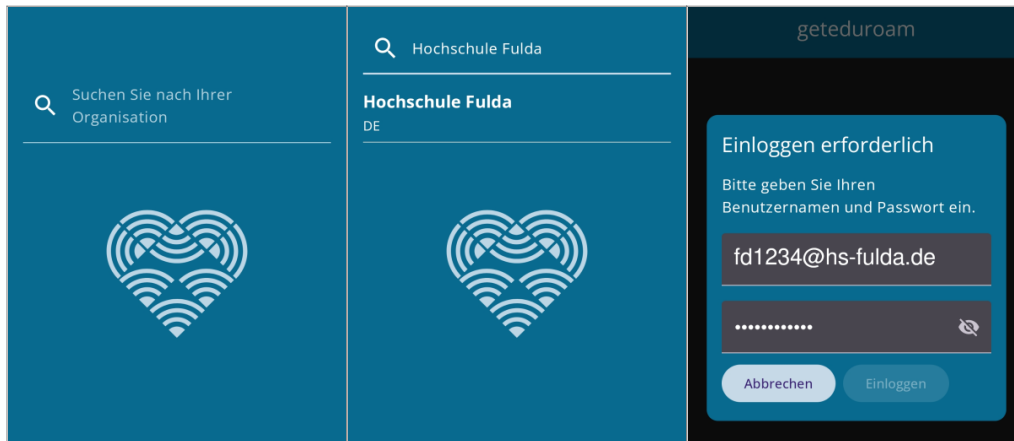 Suchen Sie nach Ihrer
Organisation
Hochschule Fulda
Hochschule Fulda
DE
geteduroam
Einloggen erforderlich
Bitte geben Sie Ihren
Benutzernamen und Passwort ein.
fd1234@hs-fulda.de
••••••••••••
Abbrechen
Einloggen